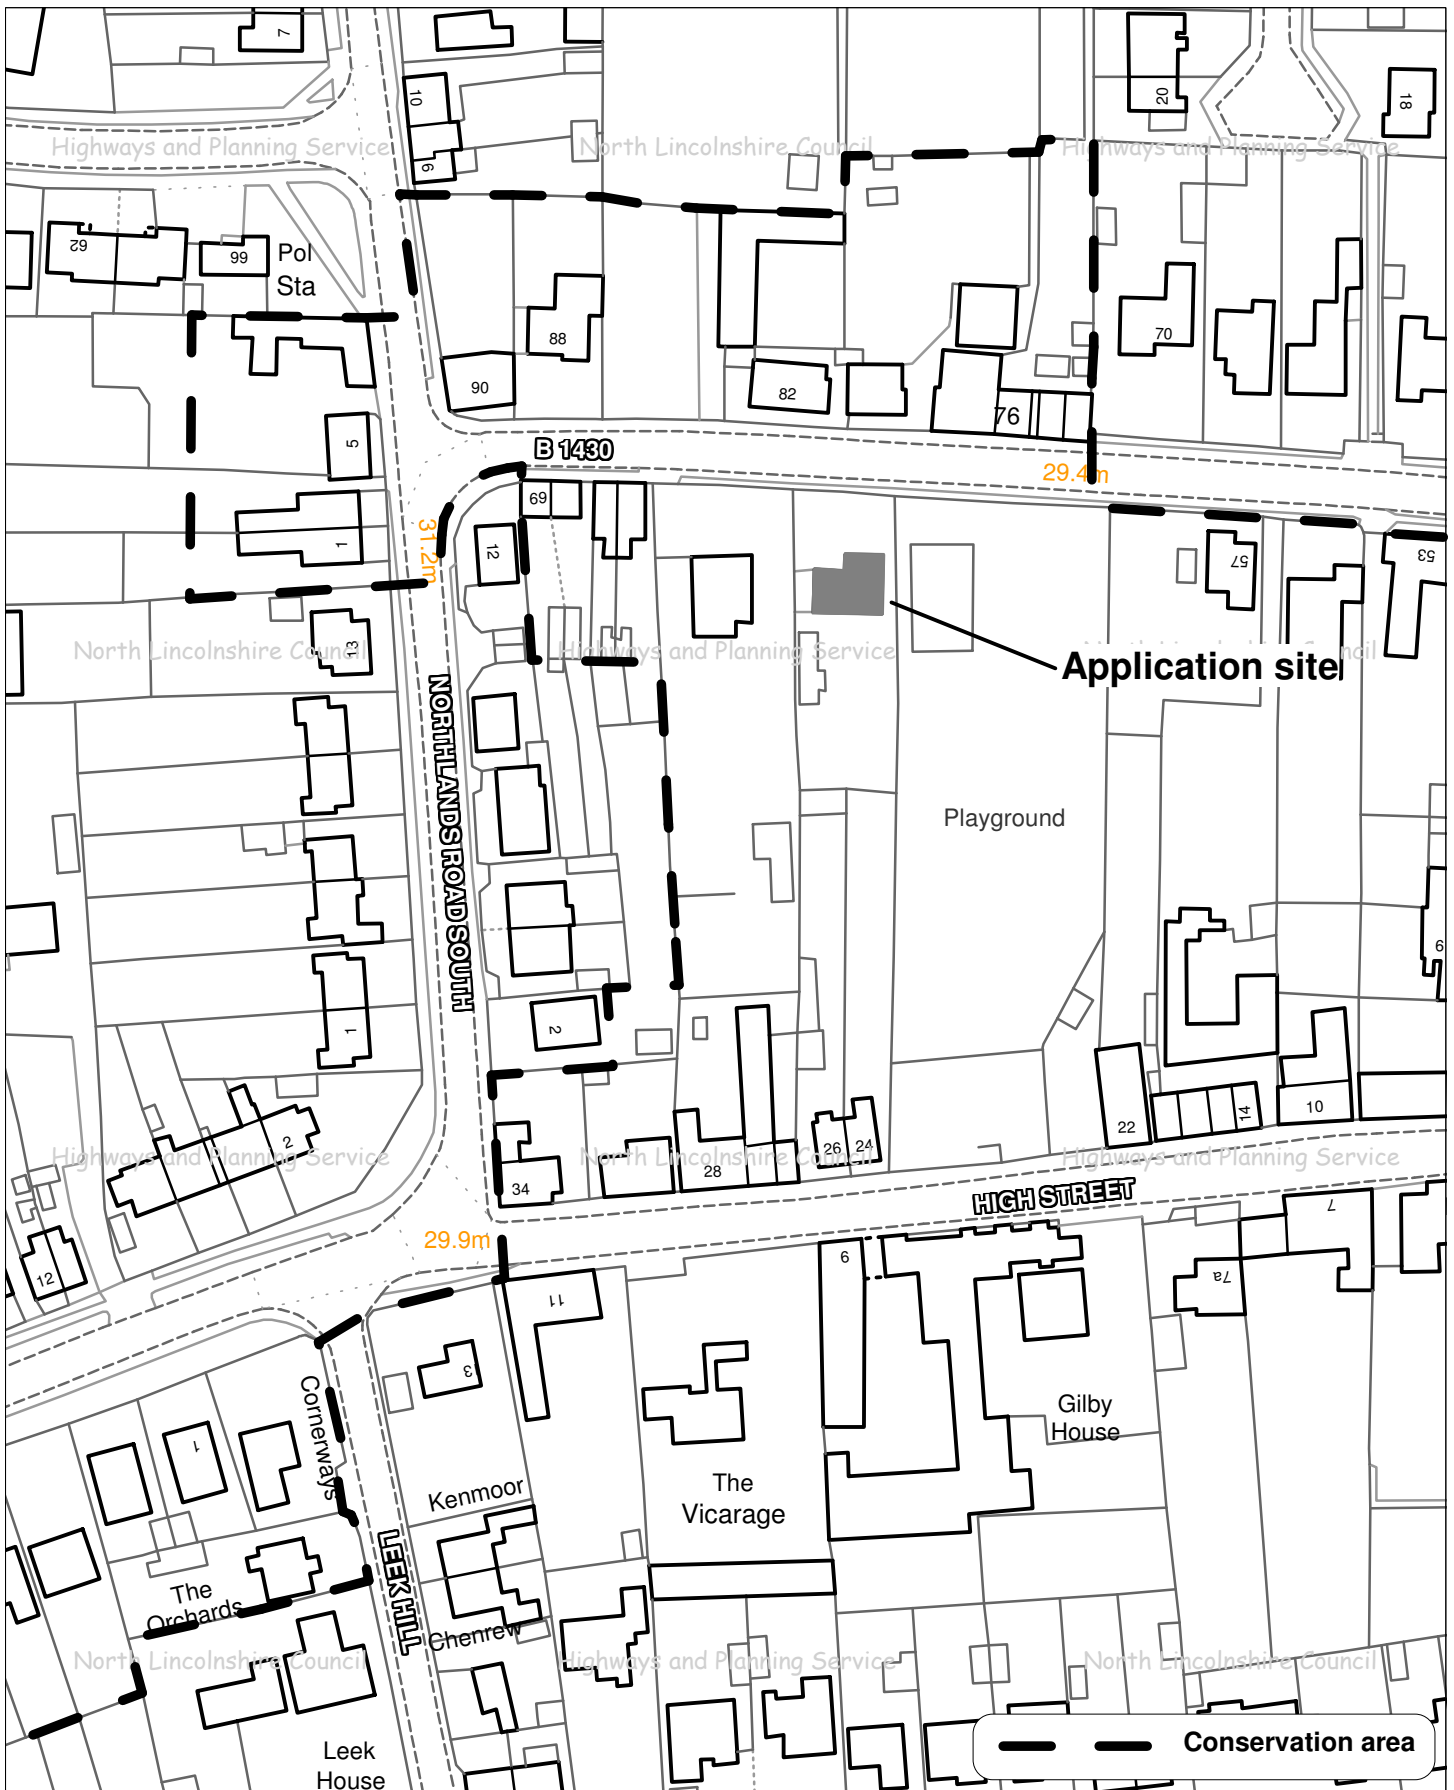 7
10
20
18
Highways and Planning Service
North Lincolnshire Council
Highways and Planning Service
6
62
66
Pol
Sta
88
70
90
82
76
5
B 1430
29.4m
69
31.2m
12
1
57
53
13
North Lincolnshire Council
Highways and Planning Service
Application site
NORTHLANDS ROAD SOUTH
Playground
6
2
1
2
14
10
22
26
24
28
34
Highways and Planning Service
North Lincolnshire Council
Highways and Planning Service
HIGH STREET
7
29.9m
12
9
7a
11
3
Cornerways
1
Gilby
House
Kenmoor
The
Vicarage
LEEK HILL
The
Orchards
Chenrew
North Lincolnshire Council
Highways and Planning Service
North Lincolnshire Council
Conservation area
Leek
House